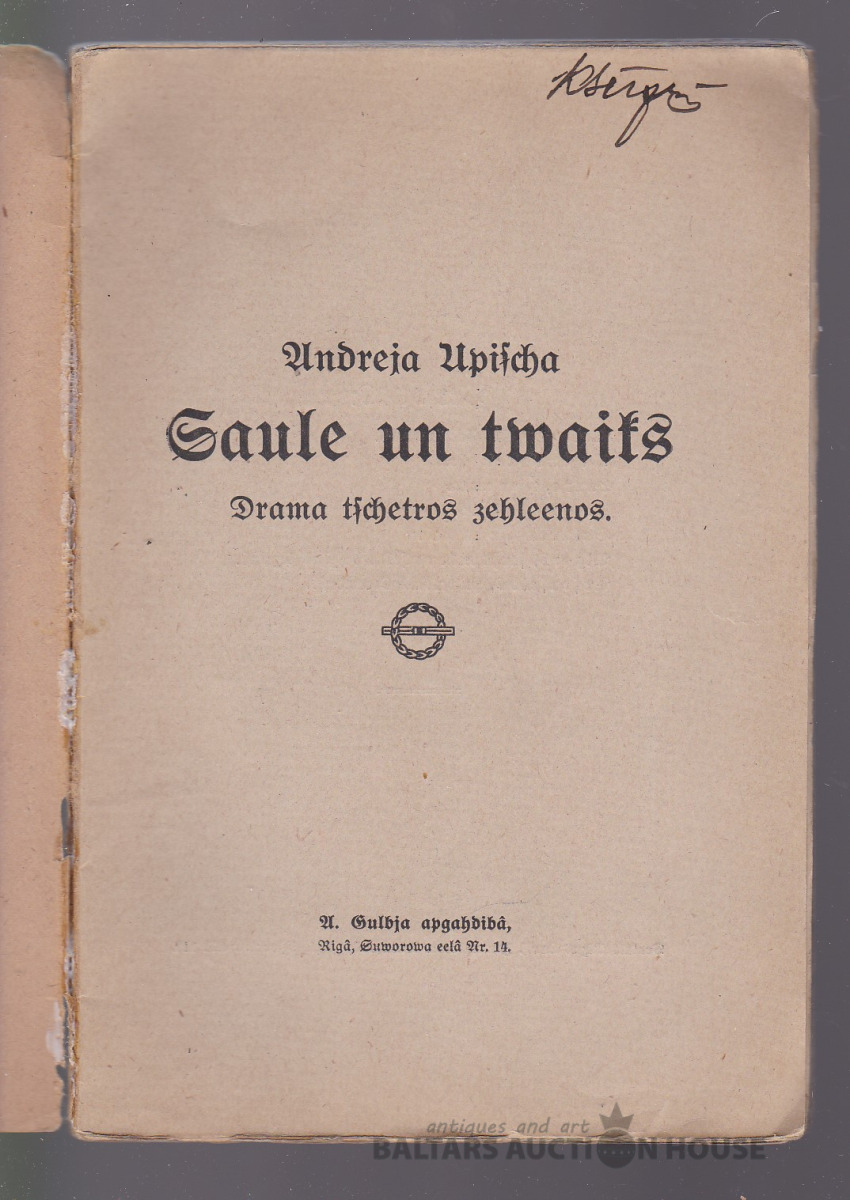 Andreja Upiſcha
Saule un twaiks
Drama tſchetros zehleenos.
A. Gulbja apgahdibâ,
Rigâ, Suworowa eelâ Nr. 14.
antiques and art
BALTARS AUCTION HOUSE